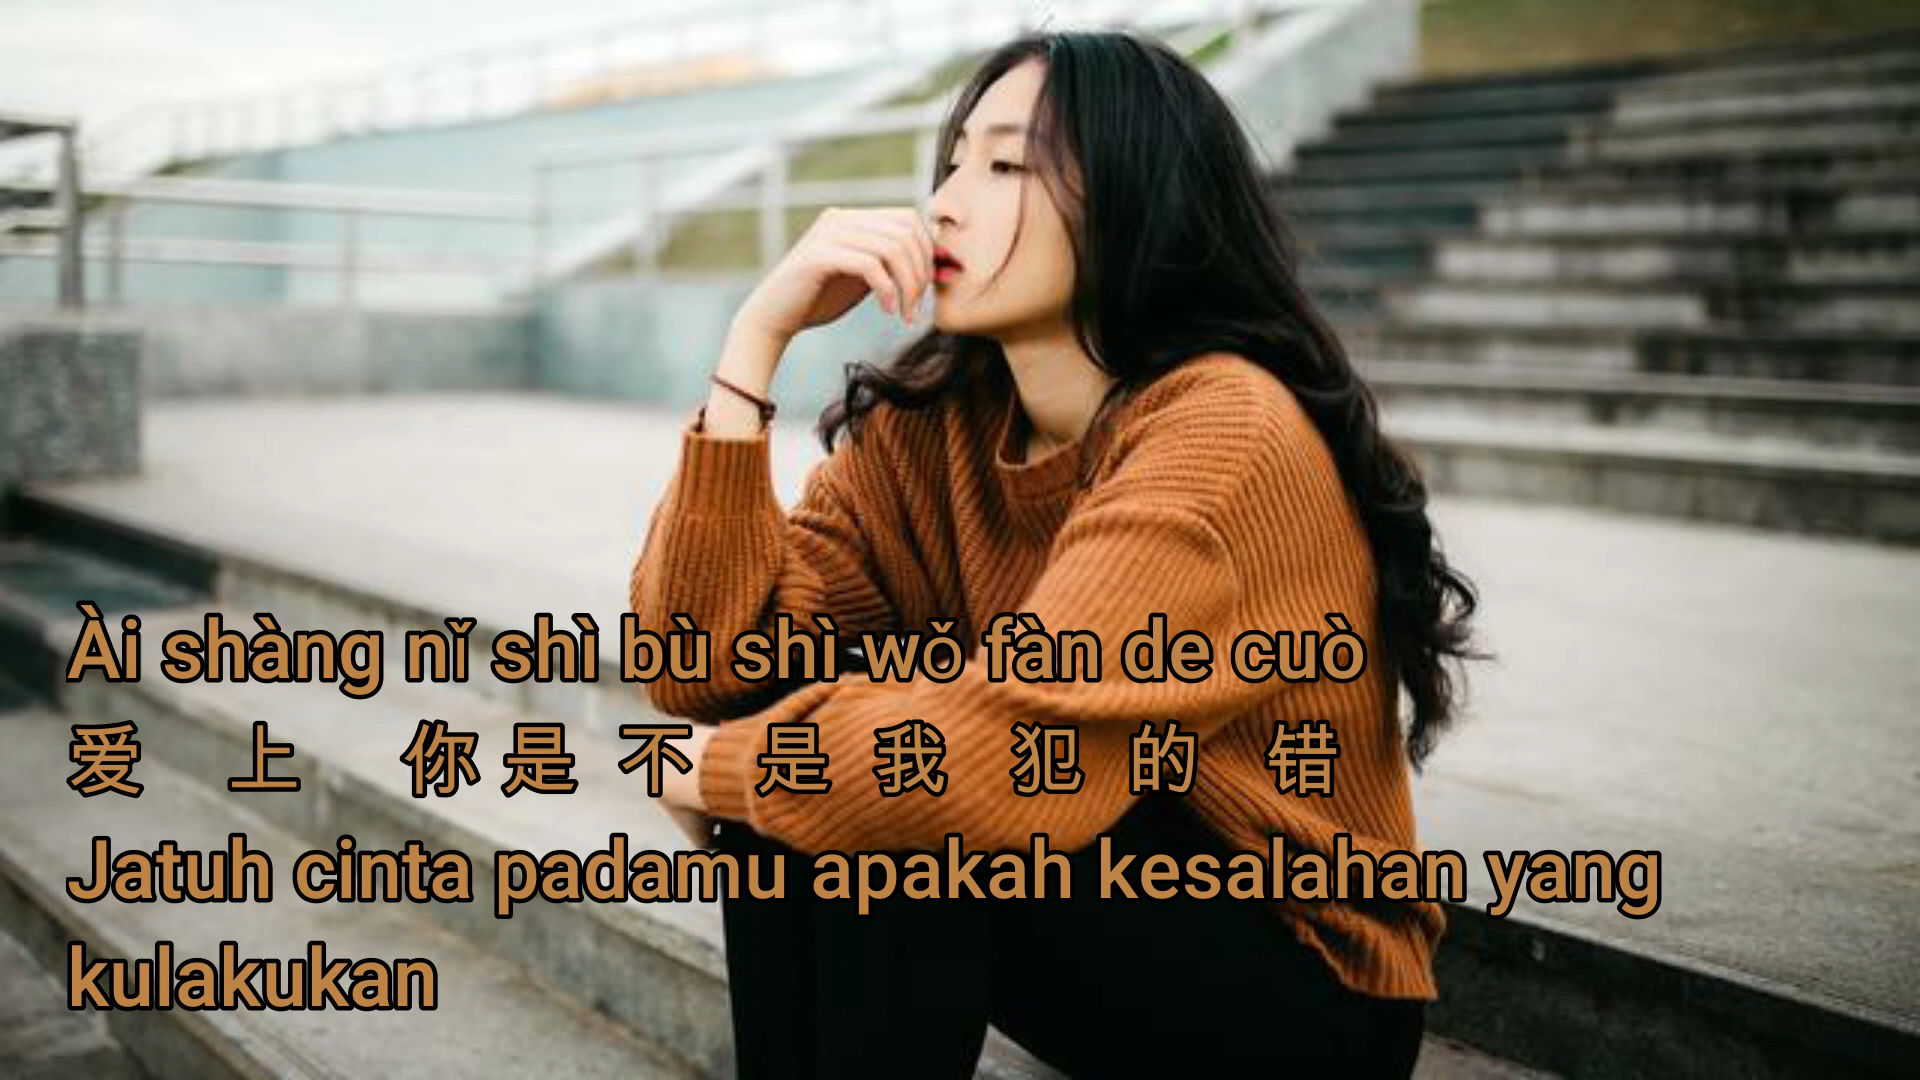 Ài shàng nǐ shì bù shì wǒ fàn de cuò
爱 上 你 是 不 是 我 犯 的 错
Jatuh cinta padamu apakah kesalahan yang
kulakukan